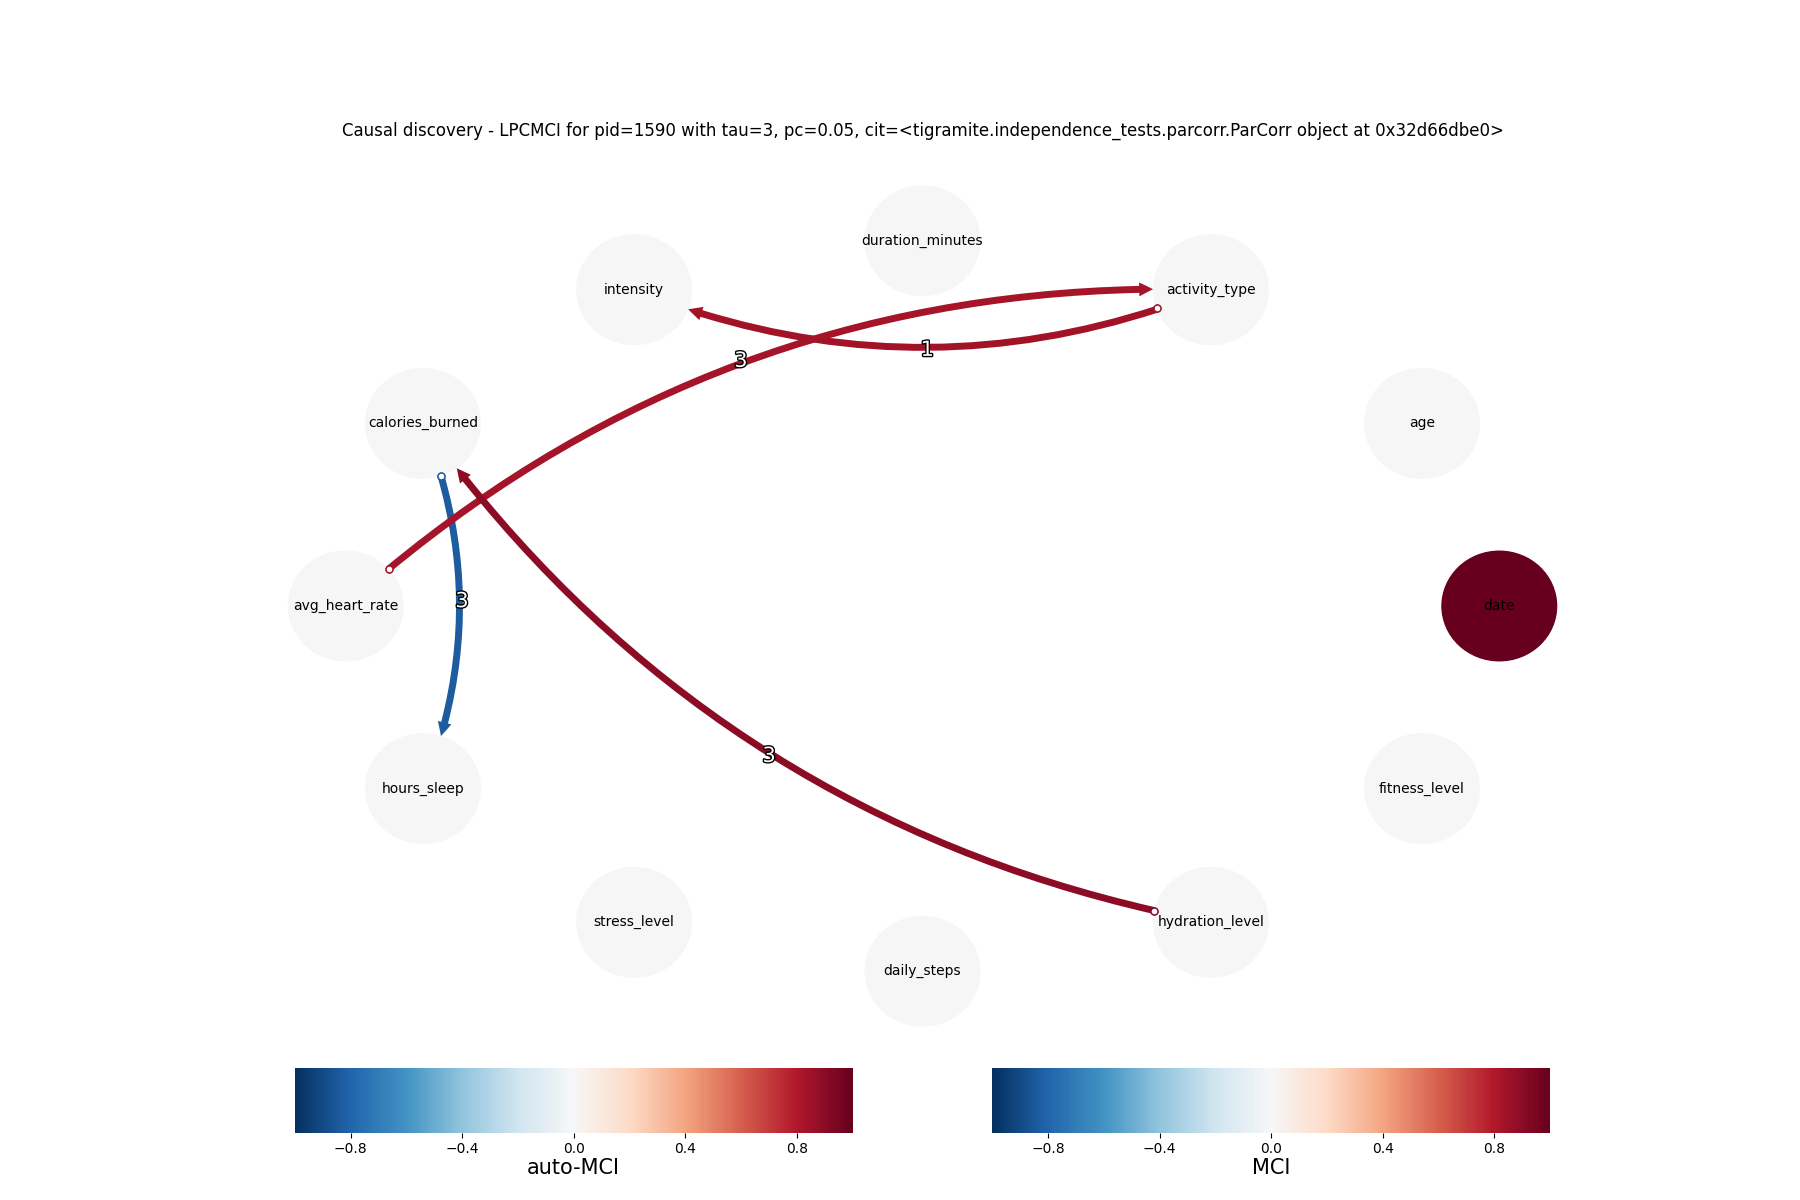 Causal discovery - LPCMCI for pid=1590 with tau=3, pc=0.05, cit=<tigramite.independence_tests.parcorr.ParCorr object at 0x32d66dbe0>
duration_minutes
intensity
activity_type
1
3
calories_burned
age
avg_heart_rate
3
date
hours_sleep
3
fitness_level
stress_level
hydration_level
daily_steps
−0.8 −0.4 0.0 0.4 0.8
auto-MCI
−0.8 −0.4 0.0 0.4 0.8
MCI